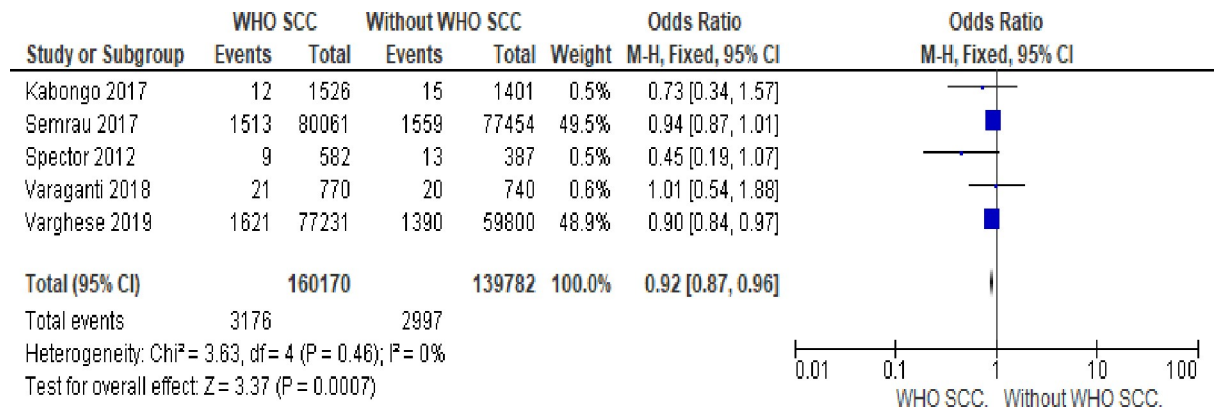 WHO SCC Without WHO SCC Odds Ratio Odds Ratio
Study or Subgroup Events Total Events Total Weight M-H, Fixed, 95% CI M-H, Fixed, 95% CI
Kabongo 2017 12 1526 15 1401 0.5% 0.73 [0.34, 1.57]
Semrau 2017 1513 80061 1559 77454 49.5% 0.94 [0.87, 1.01]
Spector 2012 9 582 13 387 0.5% 0.45 [0.19, 1.07]
Varaganti 2018 21 770 20 740 0.6% 1.01 [0.54, 1.88]
Varghese 2019 1621 77231 1390 59800 48.9% 0.90 [0.84, 0.97]
Total (95% CI) 160170 139782 100.0% 0.92 [0.87, 0.96]
Total events 3176 2997
Heterogeneity: Chi² = 3.63, df = 4 (P = 0.46); I² = 0%
Test for overall effect: Z = 3.37 (P = 0.0007)
0.01 0.1 1 10 100
WHO SCC. Without WHO SCC.